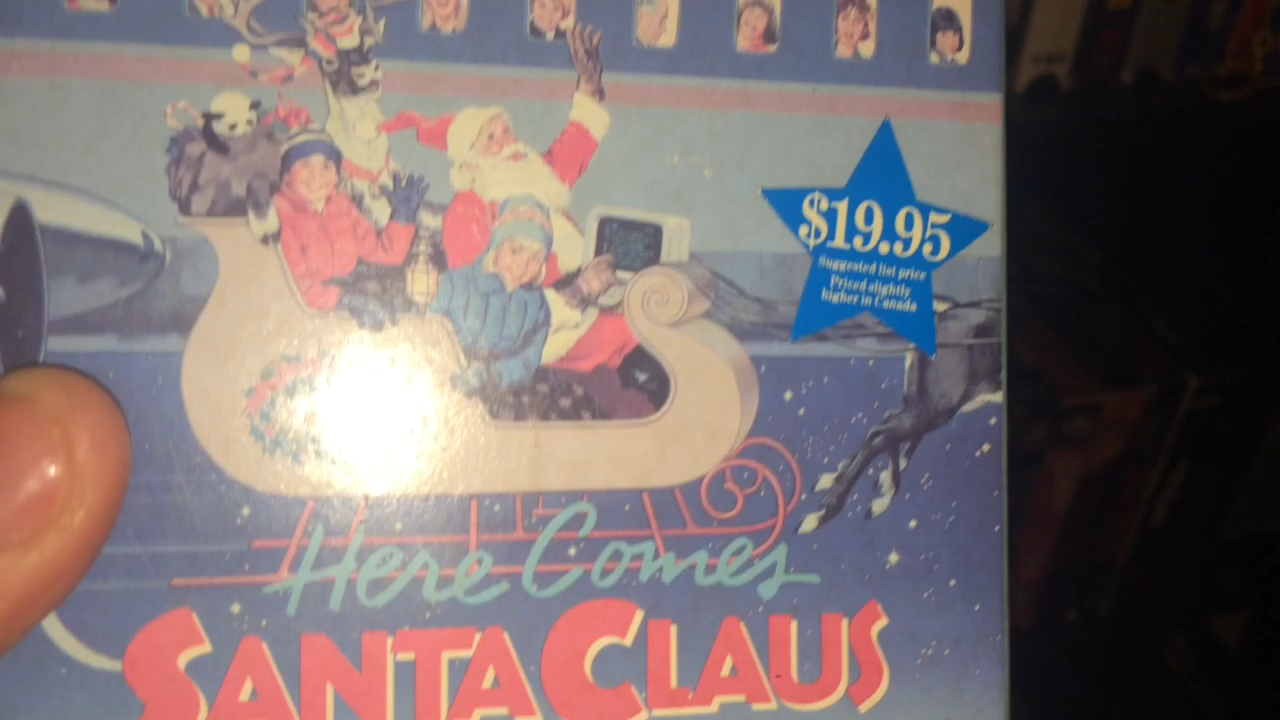 $19.95
Suggested list price
Priced slightly
higher in Canada
Here Comes
SANTA CLAUS